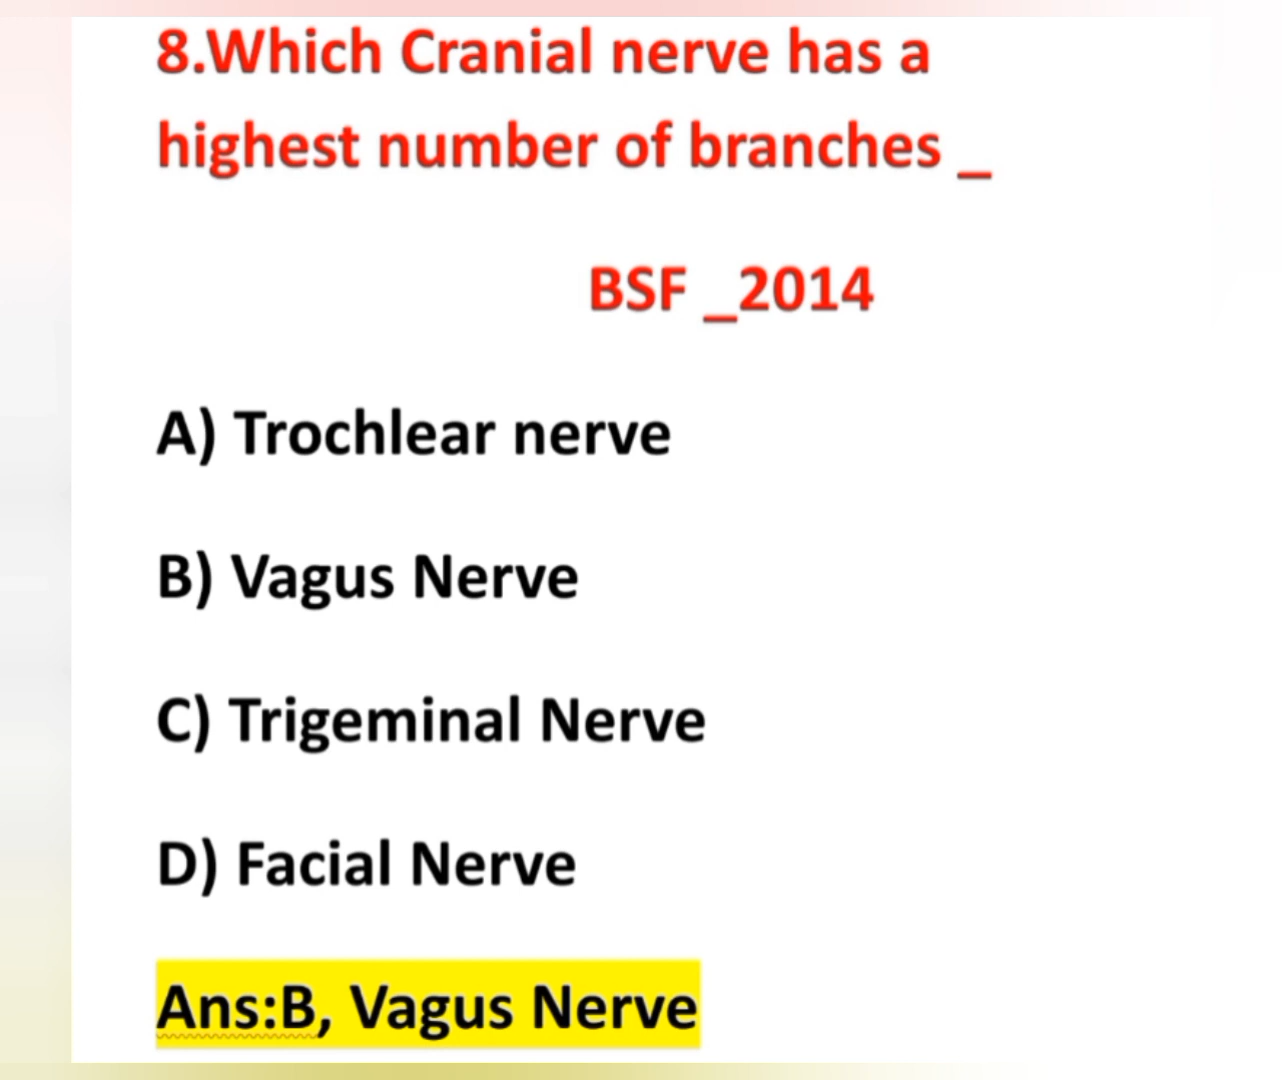 8.Which Cranial nerve has a
highest number of branches _
BSF _2014
A) Trochlear nerve
B) Vagus Nerve
C) Trigeminal Nerve
D) Facial Nerve
Ans:B, Vagus Nerve